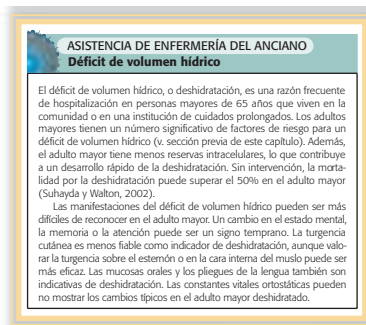 ASISTENCIA DE ENFERMERÍA DEL ANCIANO
Déficit de volumen hídrico
El déficit de volumen hídrico, o deshidratación, es una razón frecuente
de hospitalización en personas mayores de 65 años que viven en la
comunidad o en una institución de cuidados prolongados. Los adultos
mayores tienen un número significativo de factores de riesgo para un
déficit de volumen hídrico (v. sección previa de este capítulo). Además,
el adulto mayor tiene menos reservas intracelulares, lo que contribuye
a un desarrollo rápido de la deshidratación. Sin intervención, la morta-
lidad por la deshidratación puede superar el 50% en el adulto mayor
(Suhayda y Walton, 2002).
Las manifestaciones del déficit de volumen hídrico pueden ser más
difíciles de reconocer en el adulto mayor. Un cambio en el estado mental,
la memoria o la atención puede ser un signo temprano. La turgencia
cutánea es menos fiable como indicador de deshidratación, aunque valo-
rar la turgencia sobre el esternón o en la cara interna del muslo puede ser
más eficaz. Las mucosas orales y los pliegues de la lengua también son
indicativas de deshidratación. Las constantes vitales ortostáticas pueden
no mostrar los cambios típicos en el adulto mayor deshidratado.